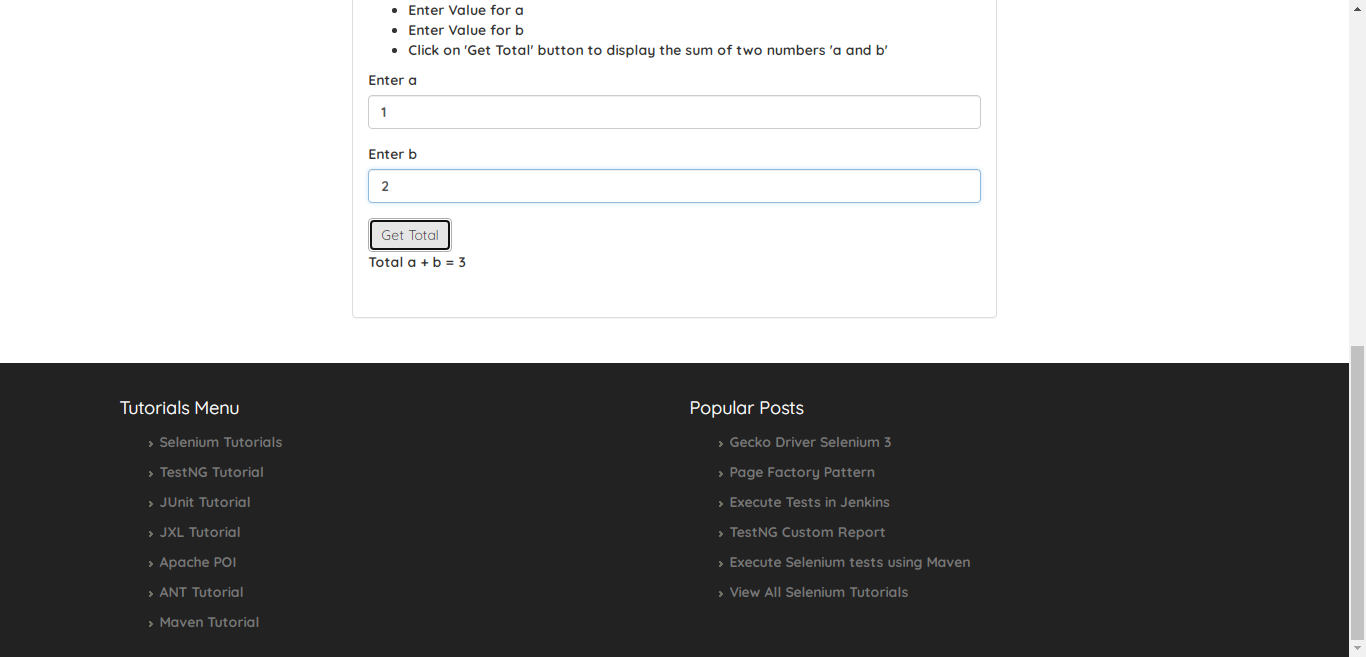 Enter Value for a
Enter Value for b
Click on 'Get Total' button to display the sum of two numbers 'a and b'
Enter a
1
Enter b
2
Get Total
Total a + b = 3
Tutorials Menu
Selenium Tutorials
TestNG Tutorial
JUnit Tutorial
JXL Tutorial
Apache POI
ANT Tutorial
Maven Tutorial
Popular Posts
Gecko Driver Selenium 3
Page Factory Pattern
Execute Tests in Jenkins
TestNG Custom Report
Execute Selenium tests using Maven
View All Selenium Tutorials